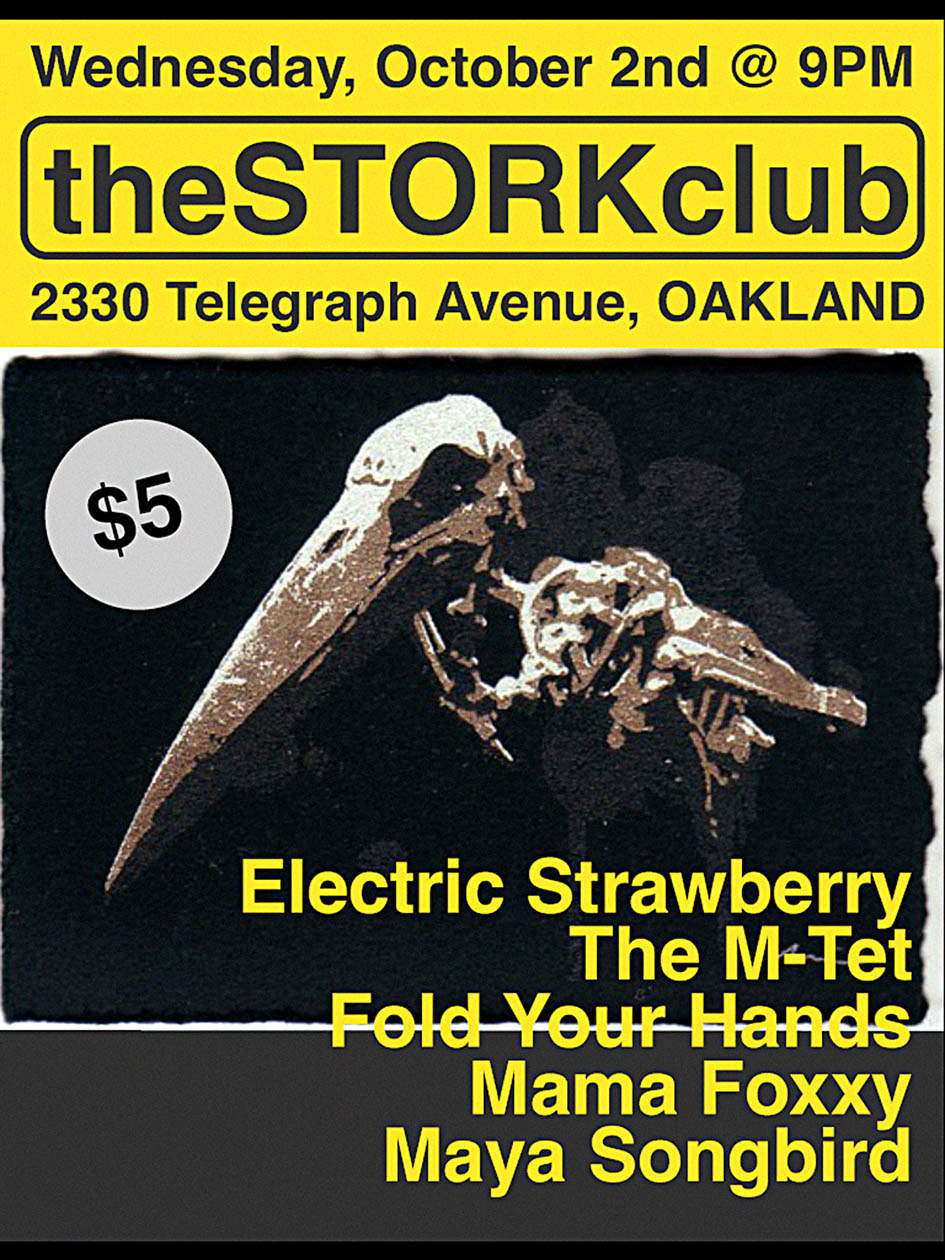 Wednesday, October 2nd @ 9PM
theSTORKclub
2330 Telegraph Avenue, OAKLAND
$5
Electric Strawberry
The M-Tet
Fold Your Hands
Mama Foxxy
Maya Songbird